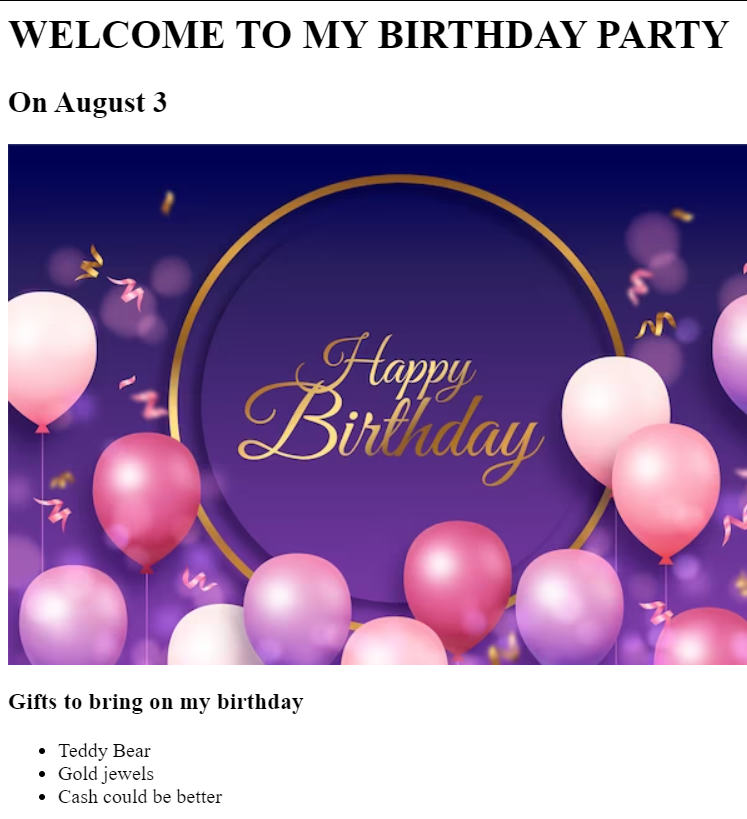 WELCOME TO MY BIRTHDAY PARTY
On August 3
Happy
Birthday
Gifts to bring on my birthday
Teddy Bear
Gold jewels
Cash could be better